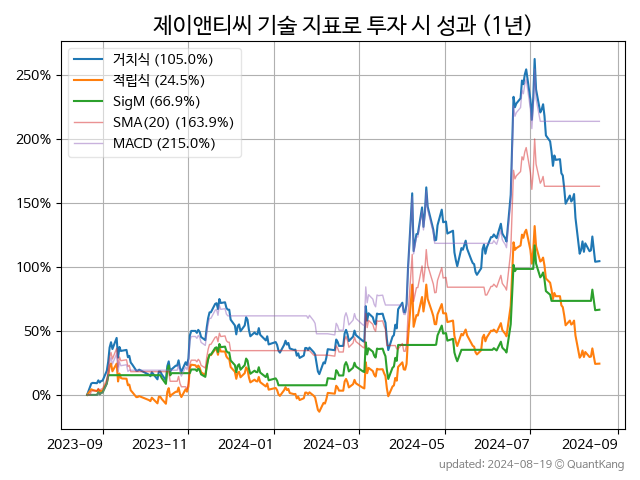 제이앤티씨 기술 지표로 투자 시 성과 (1년)
거치식 (105.0%)
적립식 (24.5%)
SigM (66.9%)
SMA(20) (163.9%)
MACD (215.0%)
250%
200%
150%
100%
50%
0%
2023-09 2023-11 2024-01 2024-03 2024-05 2024-07 2024-09
updated: 2024-08-19 © QuantKang